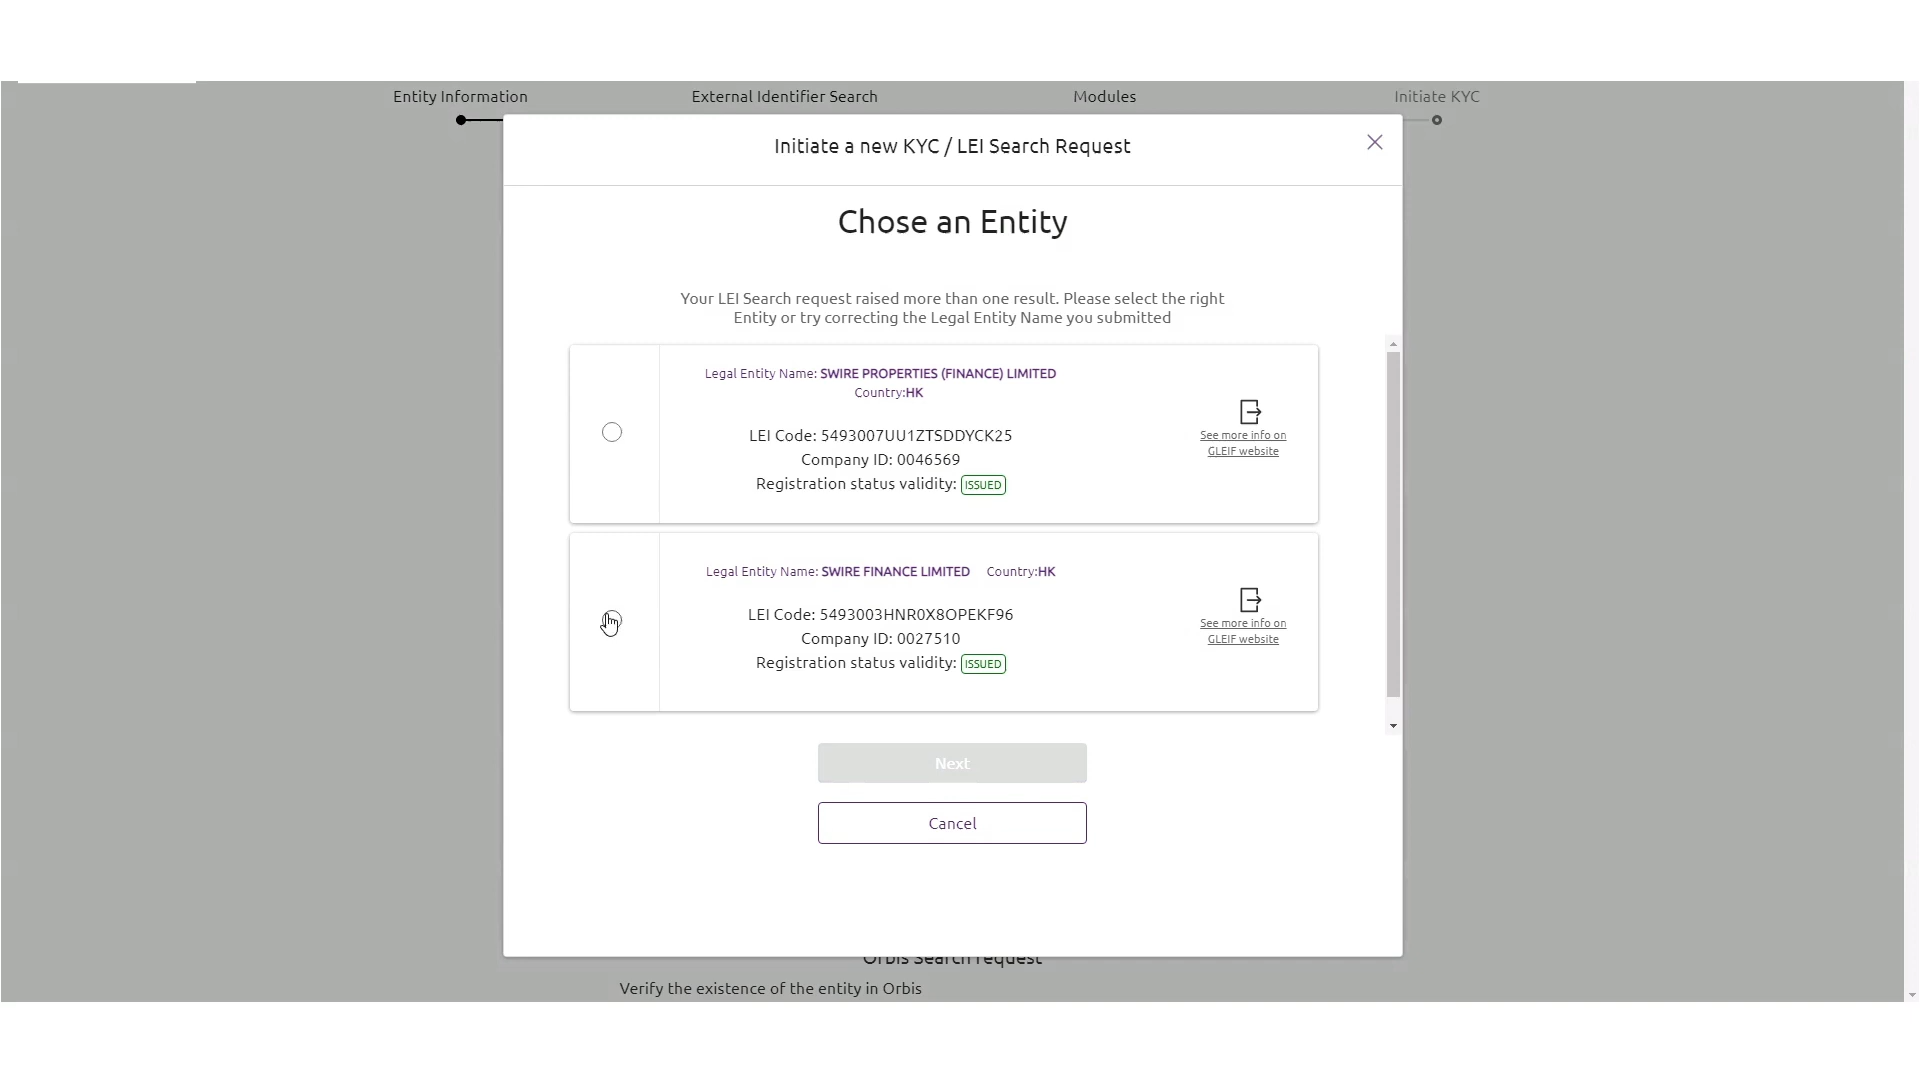 Entity Information External Identifier Search Modules Initiate KYC
Initiate a new KYC / LEI Search Request
Chose an Entity
Your LEI Search request raised more than one result. Please select the right
Entity or try correcting the Legal Entity Name you submitted
Legal Entity Name: SWIRE PROPERTIES (FINANCE) LIMITED
Country:HK
LEI Code: 5493007UU1ZTSDDYCK25
Company ID: 0046569
Registration status validity: ISSUED
See more info on
GLEIF website
Legal Entity Name: SWIRE FINANCE LIMITED Country:HK
LEI Code: 5493003HNR0X8OPEKF96
Company ID: 0027510
Registration status validity: ISSUED
See more info on
GLEIF website
Next
Cancel
Orbis Search request
Verify the existence of the entity in Orbis